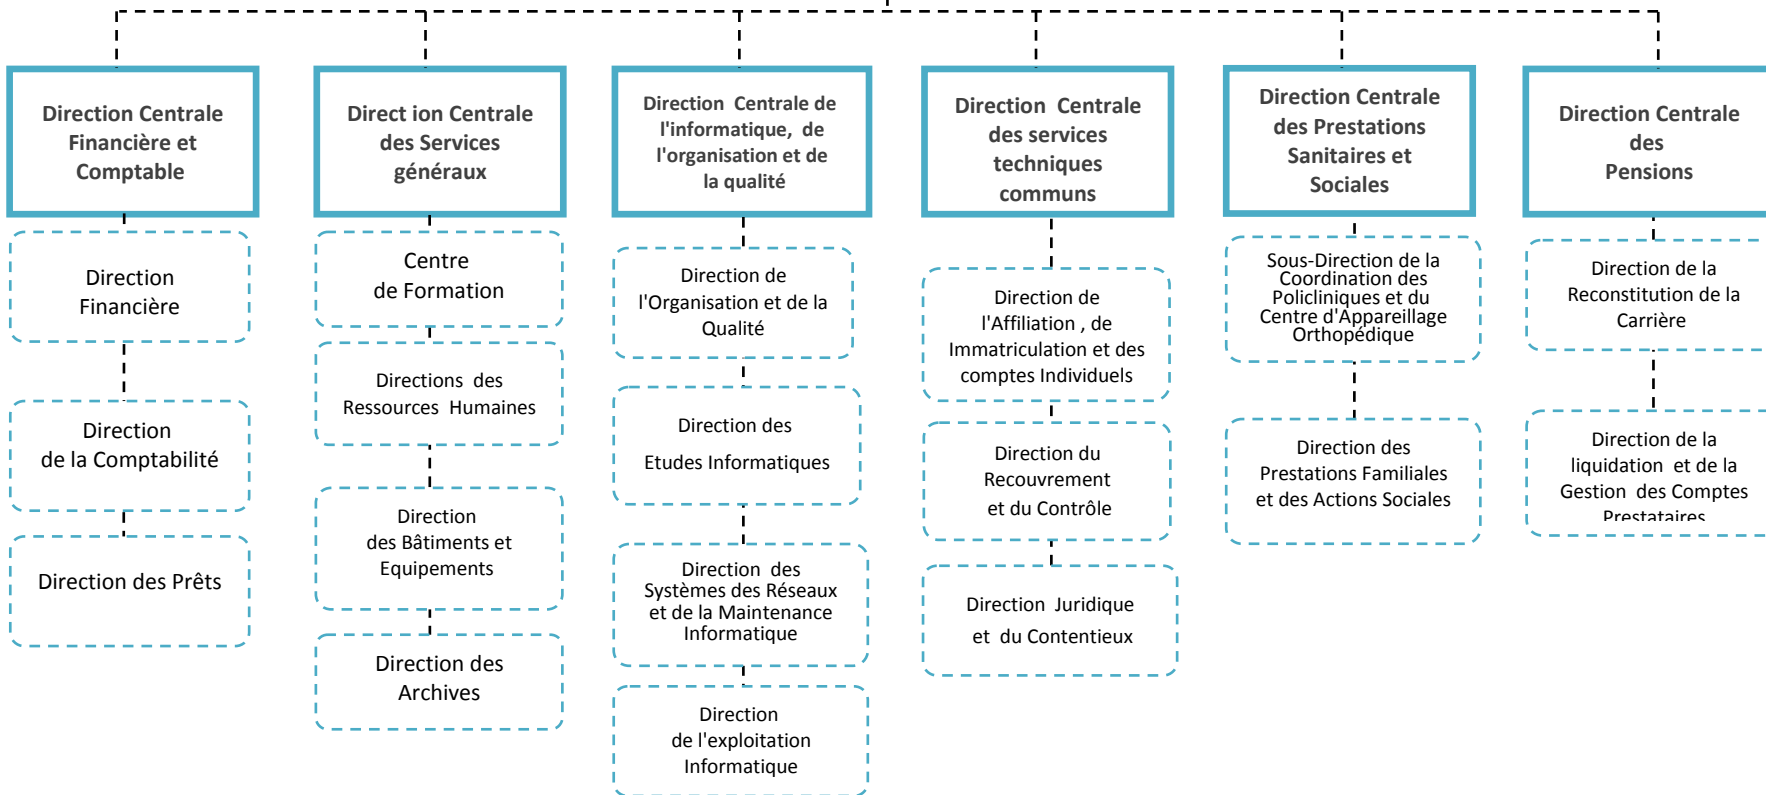 Direction Centrale
Financière et
Comptable
Direction
Financière
Direction
de la Comptabilité
Direction des Prêts
Direct ion Centrale
des Services
généraux
Centre
de Formation
Directions des
Ressources Humaines
Direction
des Bâtiments et
Equipements
Direction des
Archives
Direction Centrale de
l'informatique, de
l'organisation et de
la qualité
Direction de
l'Organisation et de la
Qualité
Direction des
Etudes Informatiques
Direction des
Systèmes des Réseaux
et de la Maintenance
Informatique
Direction
de l'exploitation
Informatique
Direction Centrale
des services
techniques
communs
Direction de
l'Affiliation , de
Immatriculation et des
comptes Individuels
Direction du
Recouvrement
et du Contrôle
Direction Juridique
et du Contentieux
Direction Centrale
des Prestations
Sanitaires et
Sociales
Sous-Direction de la
Coordination des
Policliniques et du
Centre d'Appareillage
Orthopédique
Direction des
Prestations Familiales
et des Actions Sociales
Direction Centrale
des
Pensions
Direction de la
Reconstitution de la
Carrière
Direction de la
liquidation et de la
Gestion des Comptes
Prestataires